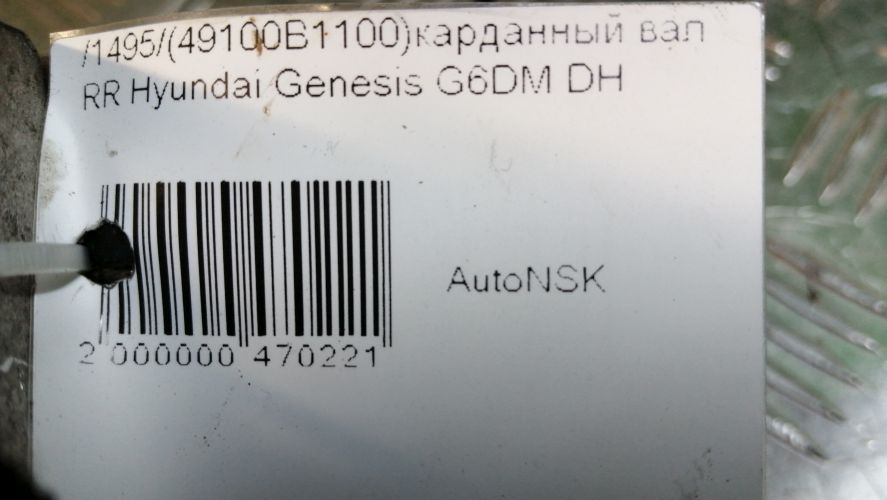 /1495/(49100B1100)карданный вал
RR Hyundai Genesis G6DM DH
AutoNSK
2 000000 470221